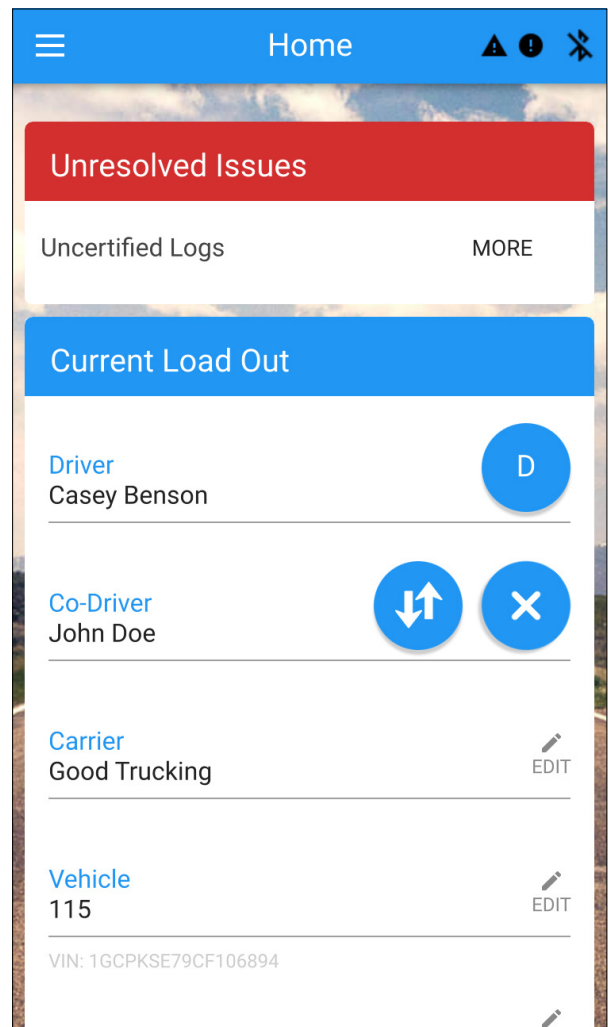 Home
Unresolved Issues
Uncertified Logs MORE
Current Load Out
Driver
D
Casey Benson
Co-Driver
John Doe
Carrier
Good Trucking
EDIT
Vehicle
115
EDIT
VIN: 1GCPKSE79CF106894